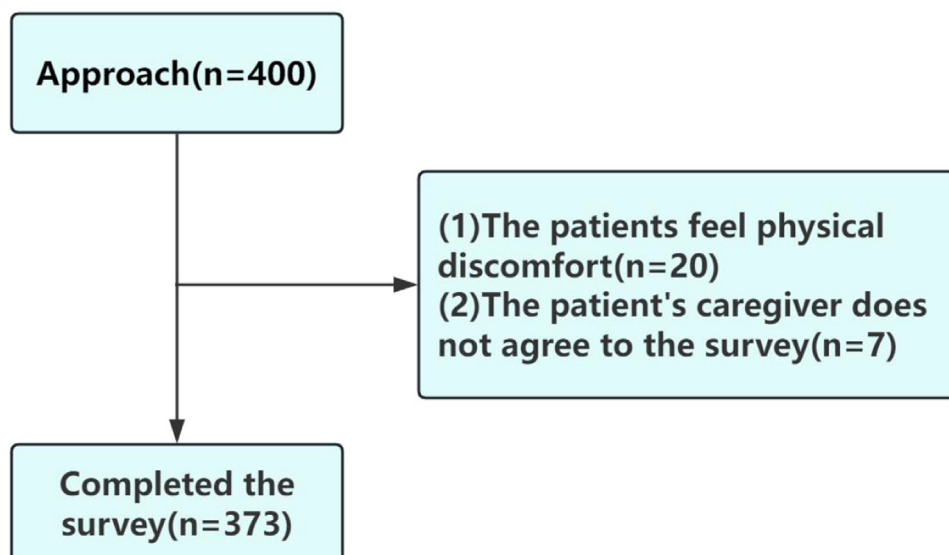 Approach(n=400)
(1)The patients feel physical
discomfort(n=20)
(2)The patient's caregiver does
not agree to the survey(n=7)
Completed the
survey(n=373)